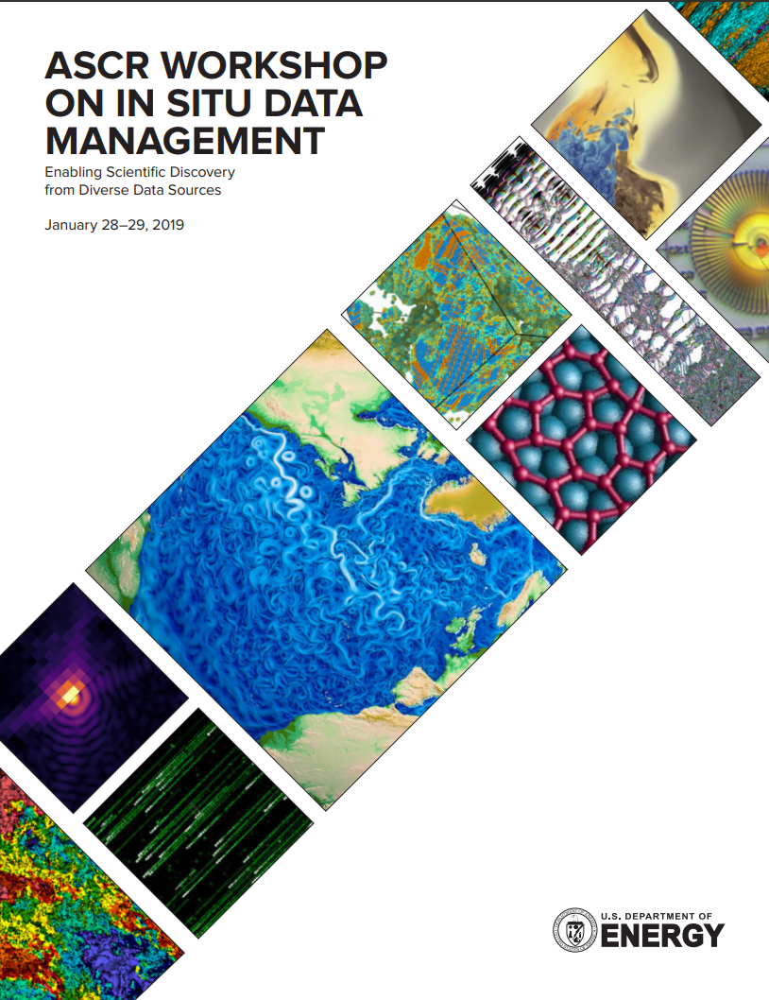 ASCR WORKSHOP
ON IN SITU DATA
MANAGEMENT
Enabling Scientific Discovery
from Diverse Data Sources
January 28–29, 2019
U.S. DEPARTMENT OF
ENERGY